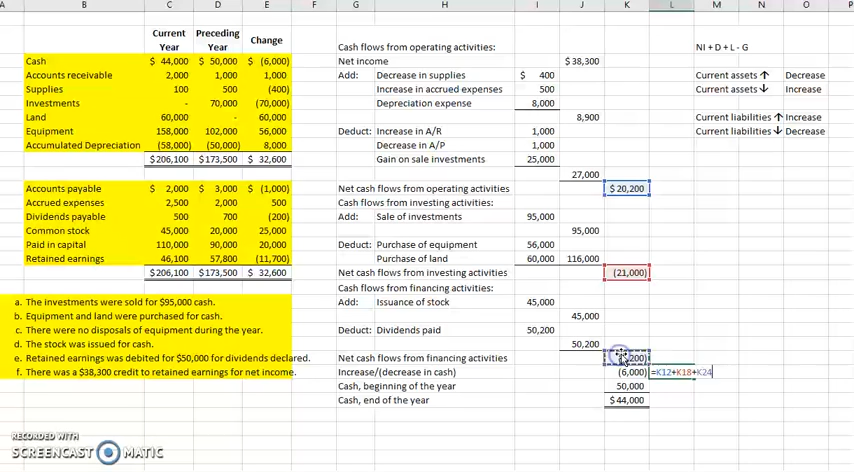 A B C D E F G H I J K L M N O P
Current Preceding
Year Year Change
Cash $ 44,000 $ 50,000 $ (6,000)
Accounts receivable 2,000 1,000 1,000
Supplies 100 500 (400)
Investments - 70,000 (70,000)
Land 60,000 - 60,000
Equipment 158,000 102,000 56,000
Accumulated Depreciation (58,000) (50,000) 8,000
$206,100 $173,500 $ 32,600
Accounts payable $ 2,000 $ 3,000 $ (1,000)
Accrued expenses 2,500 2,000 500
Dividends payable 500 700 (200)
Common stock 45,000 20,000 25,000
Paid in capital 110,000 90,000 20,000
Retained earnings 46,100 57,800 (11,700)
$206,100 $173,500 $ 32,600
a. The investments were sold for $95,000 cash.
b. Equipment and land were purchased for cash.
c. There were no disposals of equipment during the year.
d. The stock was issued for cash.
e. Retained earnings was debited for $50,000 for dividends declared.
f. There was a $38,300 credit to retained earnings for net income.
Cash flows from operating activities:
Net income $ 38,300
Add: Decrease in supplies $ 400
Increase in accrued expenses 500
Depreciation expense 8,000
8,900
Deduct: Increase in A/R 1,000
Decrease in A/P 1,000
Gain on sale investments 25,000
27,000
Net cash flows from operating activities $ 20,200
Cash flows from investing activities:
Add: Sale of investments 95,000
95,000
Deduct: Purchase of equipment 56,000
Purchase of land 60,000 116,000
Net cash flows from investing activities (21,000)
Cash flows from financing activities:
Add: Issuance of stock 45,000
45,000
Deduct: Dividends paid 50,200
50,200
Net cash flows from financing activities
Increase/(decrease in cash) (6,000) =K12+K18+K24
Cash, beginning of the year 50,000
Cash, end of the year $ 44,000
NI + D + L - G
Current assets ↑ Decrease
Current assets ↓ Increase
Current liabilities ↑ Increase
Current liabilities ↓ Decrease
RECORDED WITH
SCREENCAST MATIC